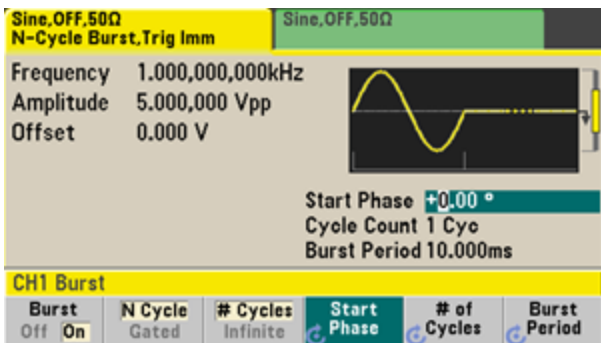 Sine,OFF,50Ω
N-Cycle Burst,Trig Imm
Sine,OFF,50Ω
Frequency 1.000,000,000kHz
Amplitude 5.000,000 Vpp
Offset 0.000 V
Start Phase +0.00 °
Cycle Count 1 Cyc
Burst Period 10.000ms
CH1 Burst
Burst
Off On
N Cycle
Gated
# Cycles
Infinite
Start
Phase
# of
Cycles
Burst
Period